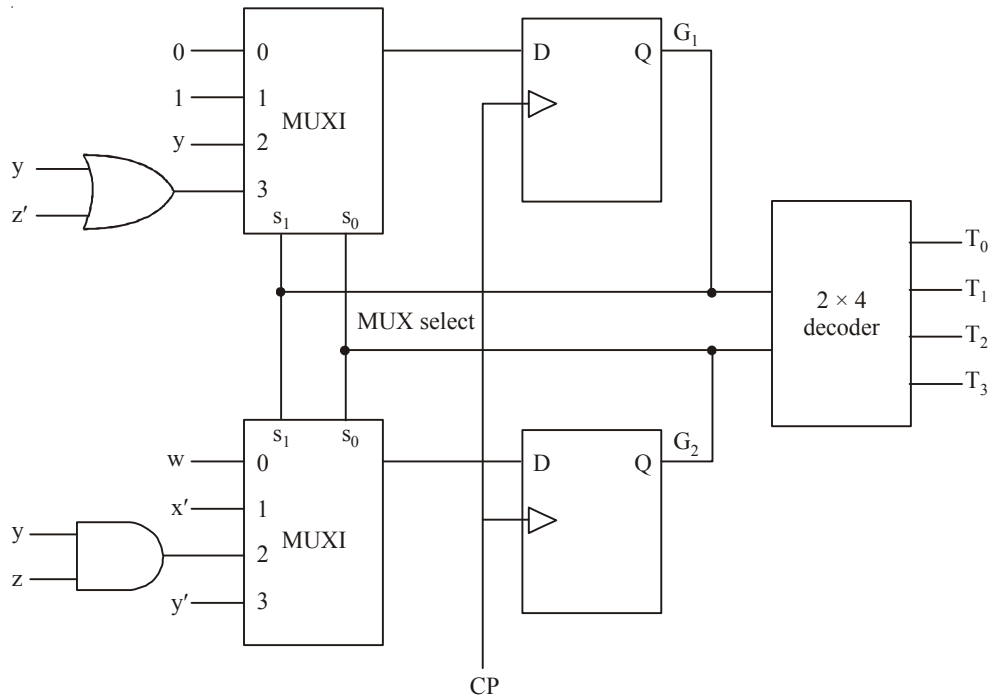 0 0
1 1
y 2
MUXI
y
z′
3
s1 s0
D Q
G1
2 × 4
decoder
T0
T1
T2
T3
MUX select
s1 s0
w 0
x′ 1
MUXI
y
z
2
y′ 3
D Q
G2
CP